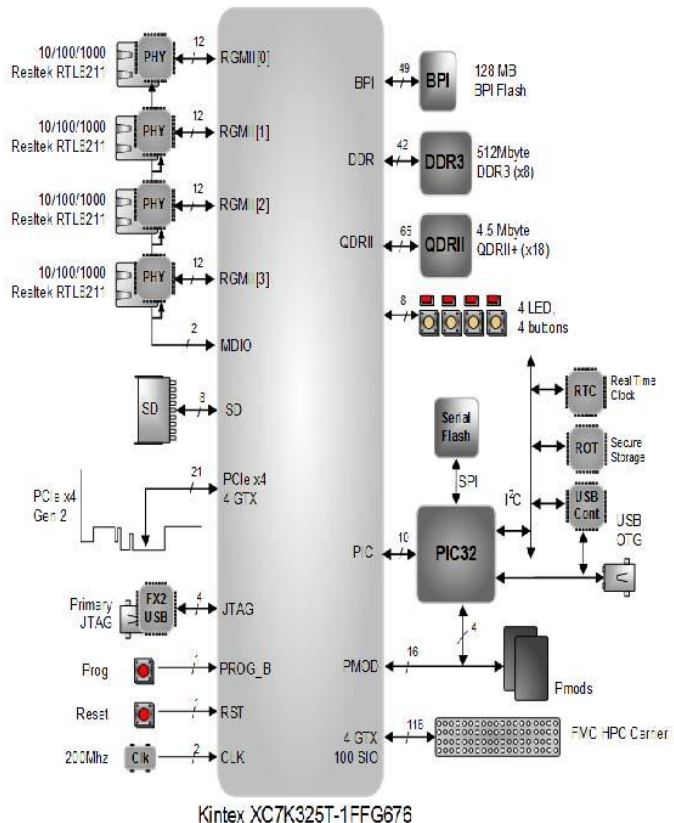 10/100/1000
Realtek RTL8211
PHY
12
RGMII[0]
10/100/1000
Realtek RTL8211
PHY
12
RGMII[1]
10/100/1000
Realtek RTL8211
PHY
12
RGMII[2]
10/100/1000
Realtek RTL8211
PHY
12
RGMII[3]
2
MDIO
SD
8
SD
PCIe x4
Gen 2
21
PCIe x4
4 GTX
Primary
JTAG
FX2
USB
4
JTAG
Prog
1
PROG_B
Reset
1
RST
200Mhz
Clk
2
CLK
BPI
49
BPI
128 MB
BPI Flash
DDR
42
DDR3
512Mbyte
DDR3 (x8)
QDRII
65
QDRII
4.5 Mbyte
QDRII+ (x18)
8
4 LED,
4 buttons
Serial
Flash
SPI
I²C
RTC
Real Time
Clock
ROT
Secure
Storage
USB
Cont
USB
OTG
PIC
10
PIC32
4
PMOD
16
Pmods
4 GTX
100 SIO
116
FMC HPC Carrier
Kintex XC7K325T-1FFG676